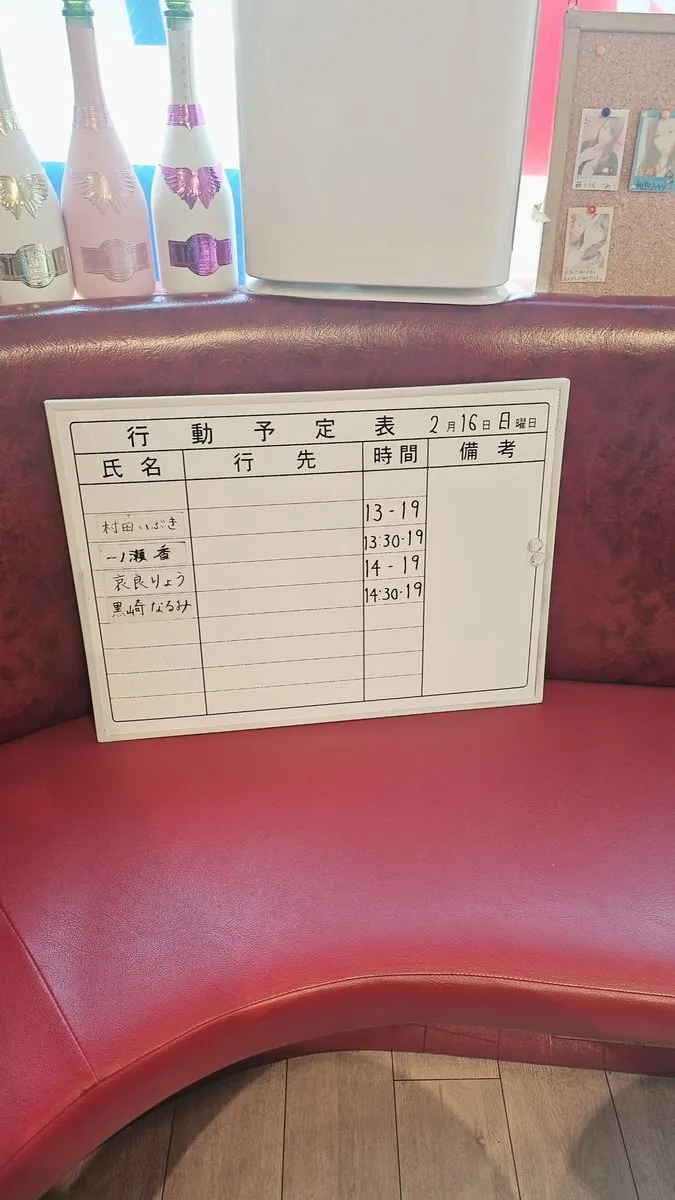 行動予定表 2月16日日曜日
氏名 行先 時間 備考
村田いぶき 13-19
一ノ瀬香 13:30-19
哀良りょう 14-19
黒崎なるみ 14:30-19